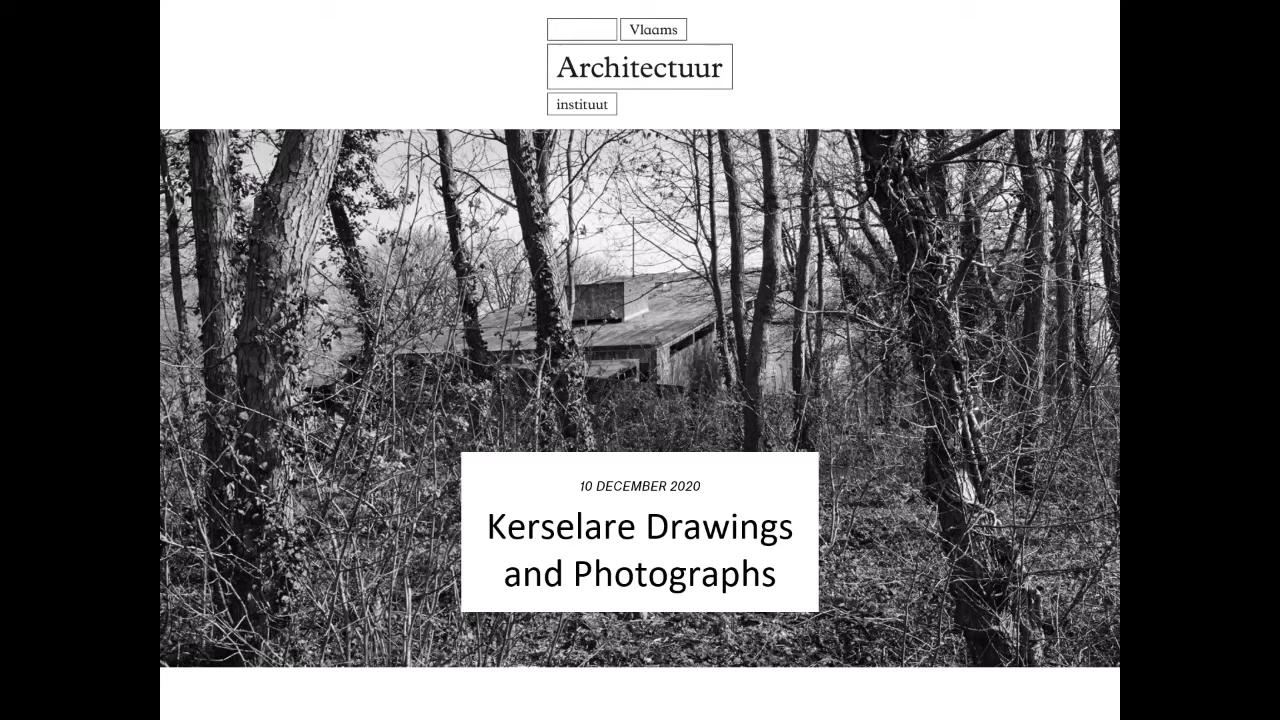 Vlaams
Architectuur
instituut
10 DECEMBER 2020
Kerselare Drawings
and Photographs